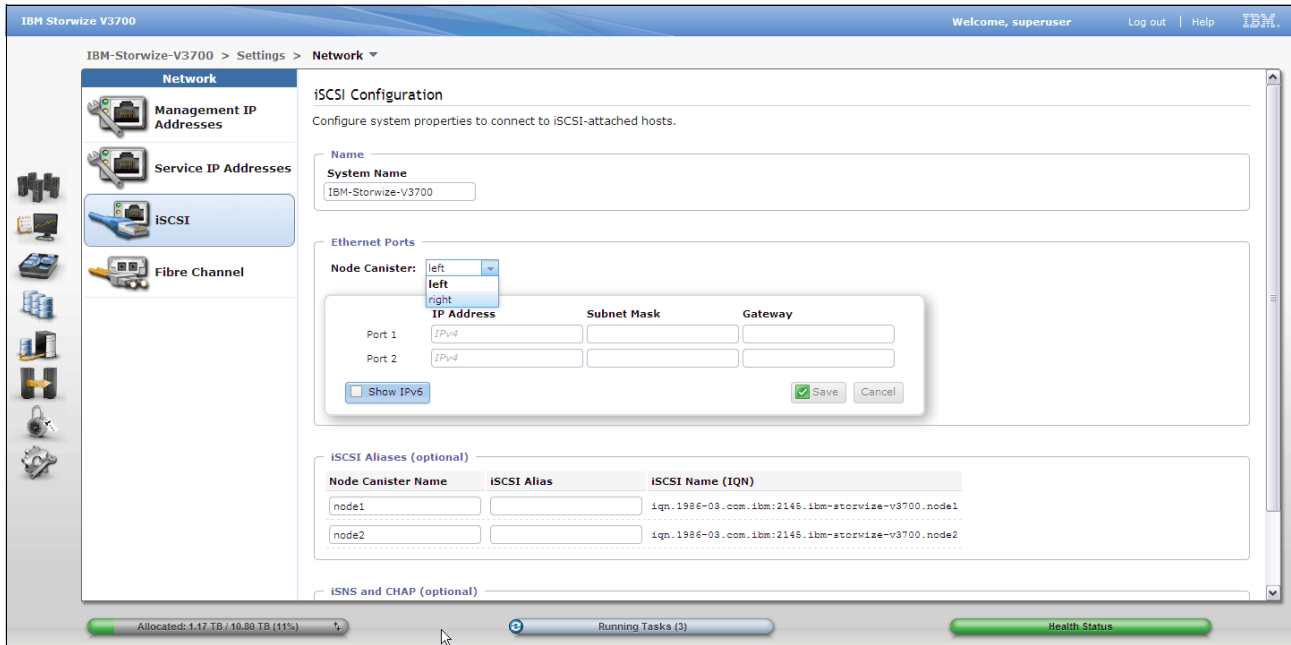 IBM Storwize V3700
Welcome, superuser
Log out | Help
IBM.
IBM-Storwize-V3700 > Settings > Network
Network
Management IP
Addresses
Service IP Addresses
iSCSI
Fibre Channel
iSCSI Configuration
Configure system properties to connect to iSCSI-attached hosts.
Name
System Name
IBM-Storwize-V3700
Ethernet Ports
Node Canister: left
left
right
IP Address Subnet Mask Gateway
Port 1 IPv4
Port 2 IPv4
Show IPv6 Save Cancel
iSCSI Aliases (optional)
Node Canister Name iSCSI Alias iSCSI Name (IQN)
node1 iqn.1986-03.com.ibm:2145.ibm-storwize-v3700.node1
node2 iqn.1986-03.com.ibm:2145.ibm-storwize-v3700.node2
iSNS and CHAP (optional)
Allocated: 1.17 TB / 10.80 TB (11%)
Running Tasks (3)
Health Status